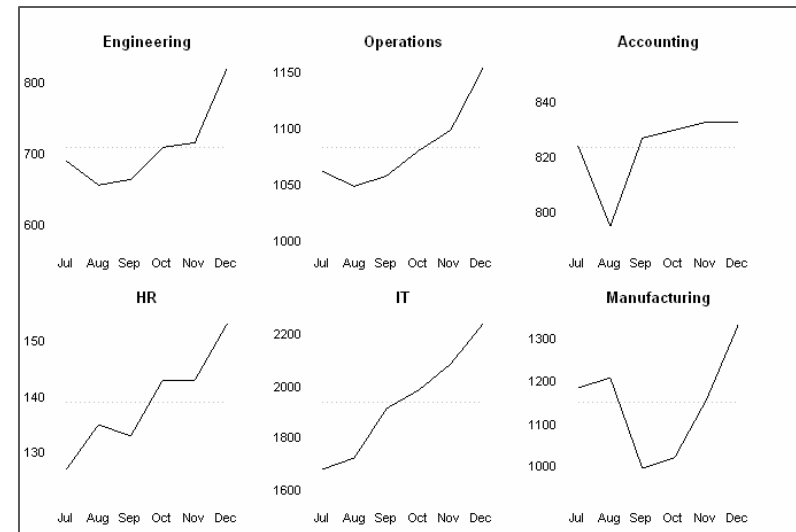 Engineering
800
700
600
Jul Aug Sep Oct Nov Dec
Operations
1150
1100
1050
1000
Jul Aug Sep Oct Nov Dec
Accounting
840
820
800
Jul Aug Sep Oct Nov Dec
HR
150
140
130
Jul Aug Sep Oct Nov Dec
IT
2200
2000
1800
1600
Jul Aug Sep Oct Nov Dec
Manufacturing
1300
1200
1100
1000
Jul Aug Sep Oct Nov Dec